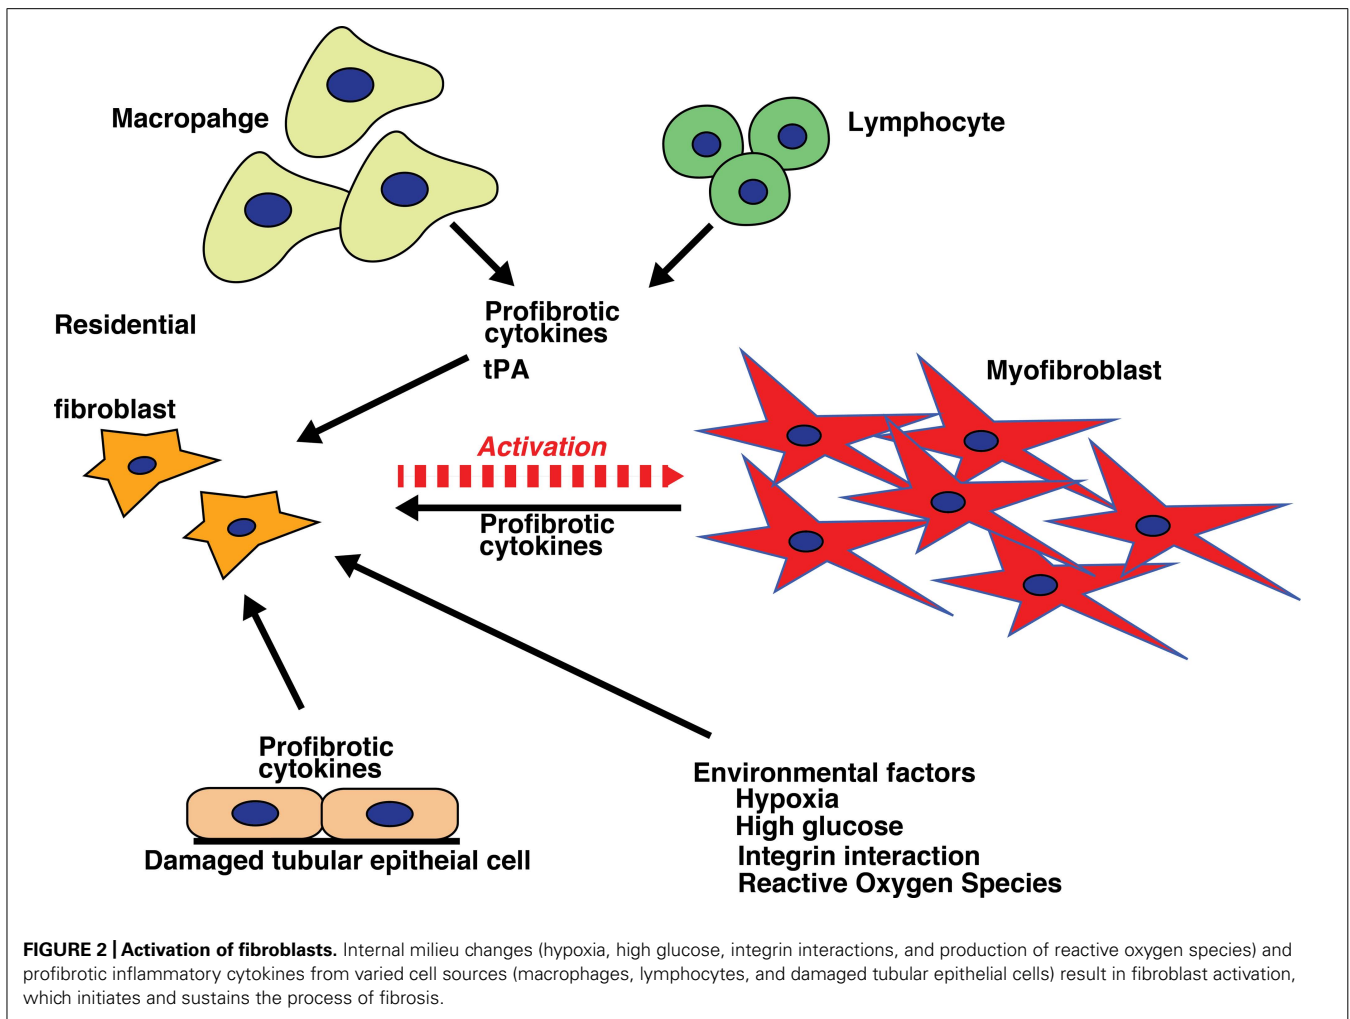 Macropahge
Lymphocyte
Residential
fibroblast
Profibrotic
cytokines
tPA
Myofibroblast
Activation
Profibrotic
cytokines
Profibrotic
cytokines
Damaged tubular epitheial cell
Environmental factors
Hypoxia
High glucose
Integrin interaction
Reactive Oxygen Species
FIGURE 2 | Activation of fibroblasts. Internal milieu changes (hypoxia, high glucose, integrin interactions, and production of reactive oxygen species) and
profibrotic inflammatory cytokines from varied cell sources (macrophages, lymphocytes, and damaged tubular epithelial cells) result in fibroblast activation,
which initiates and sustains the process of fibrosis.